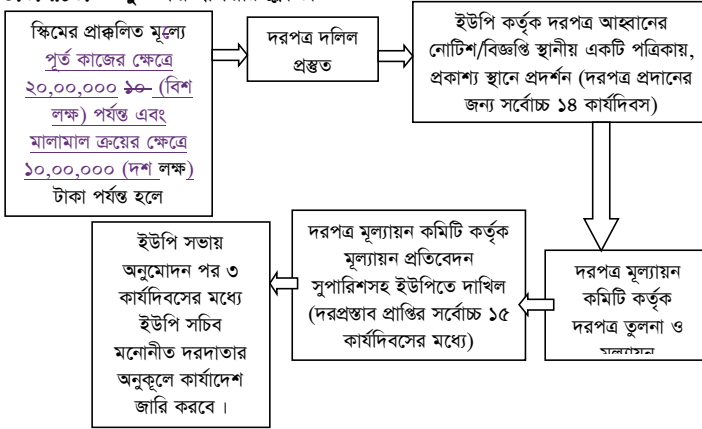 স্কিমের প্রাক্কলিত মূল্যে
পূর্ত কাজের ক্ষেত্রে
২০,০০,০০০ ১০ (বিশ
লক্ষ) পর্যন্ত এবং
মালামাল ক্রয়ের ক্ষেত্রে
১০,০০,০০০ (দশ লক্ষ)
টাকা পর্যন্ত হলে
দরপত্র দলিল
প্রস্তুত
ইউপি কর্তৃক দরপত্র আহ্বানের
নোটিশ/বিজ্ঞপ্তি স্থানীয় একটি পত্রিকায়,
প্রকাশ্য স্থানে প্রদর্শন (দরপত্র প্রদানের
জন্য সর্বোচ্চ ১৪ কার্যদিবস)
দরপত্র মূল্যায়ন
কমিটি কর্তৃক
দরপত্র তুলনা ও
মূল্যায়ন
দরপত্র মূল্যায়ন কমিটি কর্তৃক
মূল্যায়ন প্রতিবেদন
সুপারিশসহ ইউপিতে দাখিল
(দরপ্রস্তাব প্রাপ্তির সর্বোচ্চ ১৫
কার্যদিবসের মধ্যে)
ইউপি সভায়
অনুমোদন পর ৩
কার্যদিবসের মধ্যে
ইউপি সচিব
মনোনীত দরদাতার
অনুকূলে কার্যাদেশ
জারি করবে ।